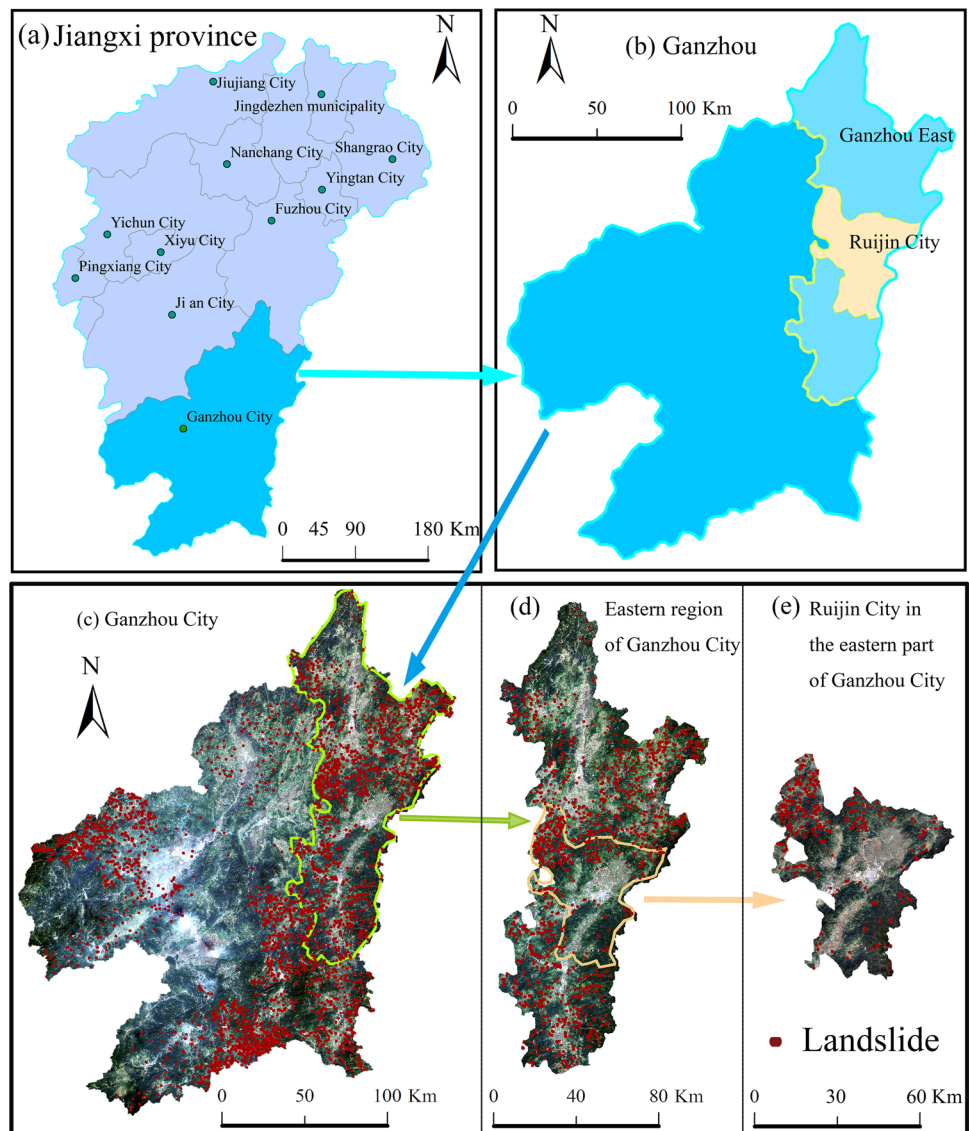 (a) Jiangxi province
N
Jiujiang City
Jingdezhen municipality
Nanchang City
Shangrao City
Yingtan City
Fuzhou City
Yichun City
Xiyu City
Pingxiang City
Ji an City
Ganzhou City
0 45 90 180 Km
(b) Ganzhou
N
0 50 100 Km
Ganzhou East
Ruijin City
(c) Ganzhou City
N
0 50 100 Km
(d) Eastern region
of Ganzhou City
0 40 80 Km
(e) Ruijin City in
the eastern part
of Ganzhou City
Landslide
0 30 60 Km